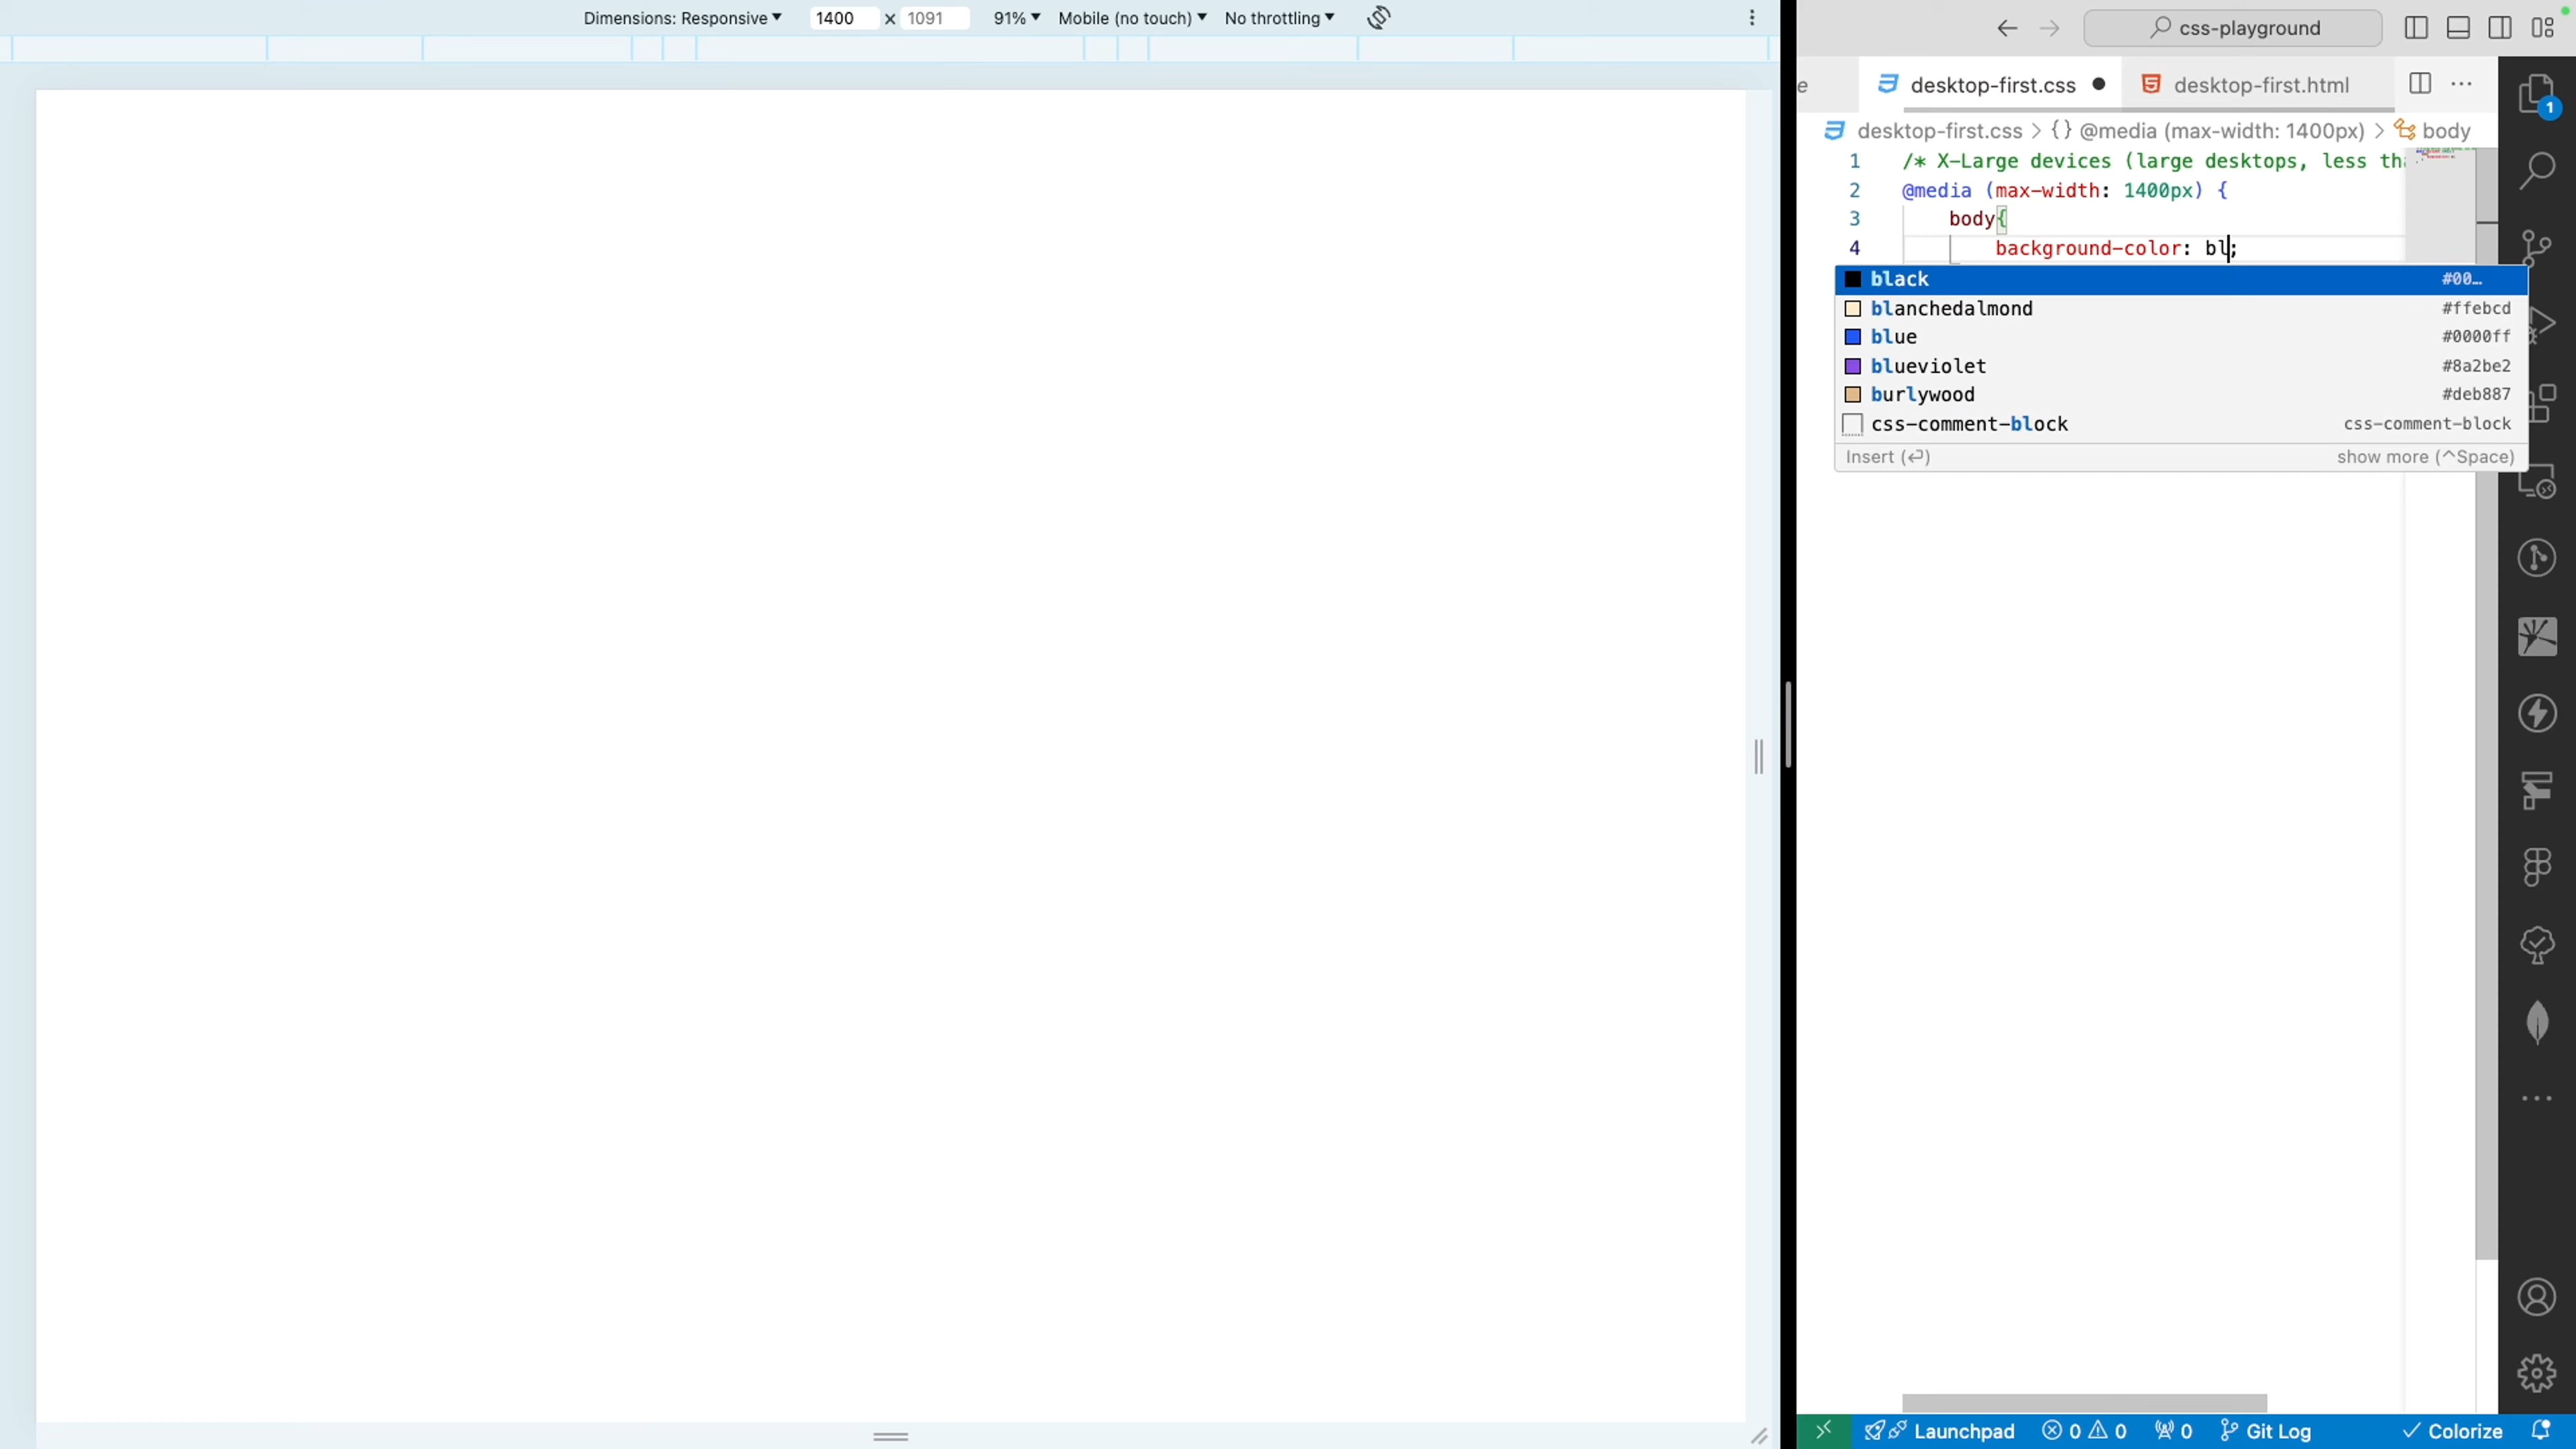 Dimensions: Responsive 1400 x 1091 91% Mobile (no touch) No throttling
css-playground
e desktop-first.css desktop-first.html
1
desktop-first.css > {} @media (max-width: 1400px) > body
1 /* X-Large devices (large desktops, less tha
2 @media (max-width: 1400px) {
3 body{
4 background-color: bl;
black #00...
blanchedalmond #ffebcd
blue #0000ff
blueviolet #8a2be2
burlywood #deb887
css-comment-block css-comment-block
Insert (⏎) show more (^Space)
Launchpad 0 0 0 Git Log Colorize